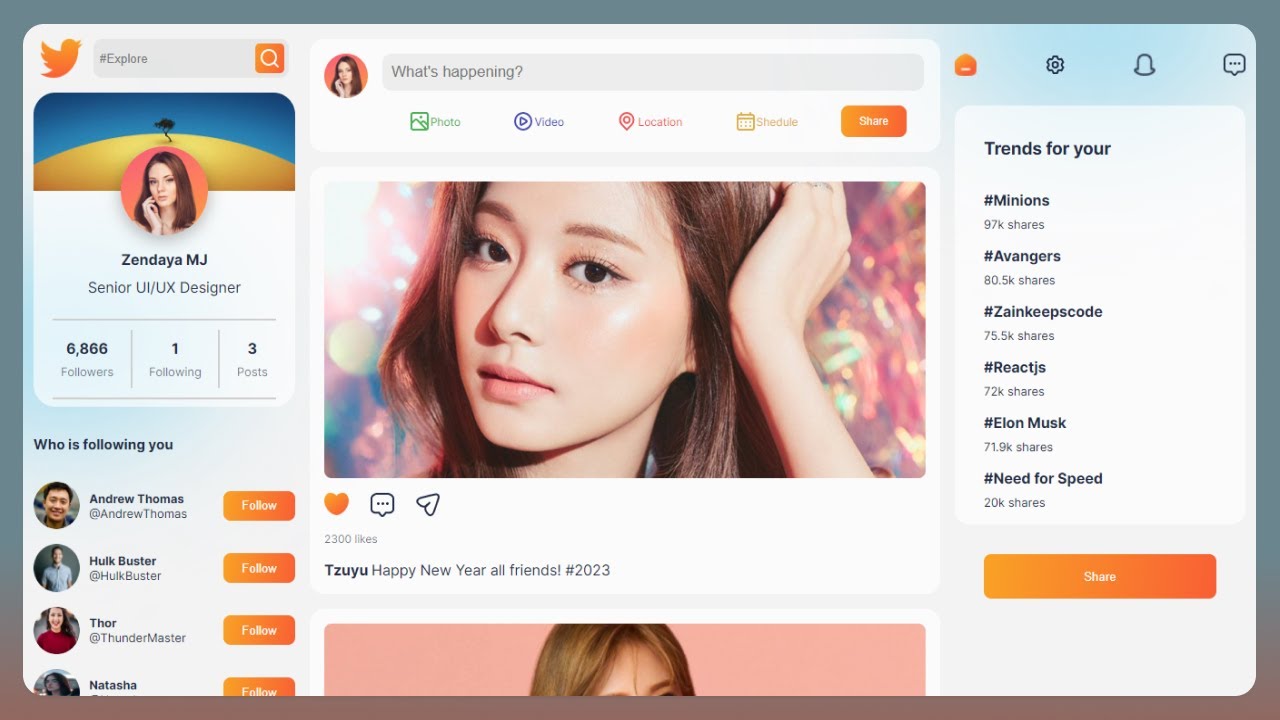 #Explore
Zendaya MJ
Senior UI/UX Designer
6,866
Followers
1
Following
3
Posts
Who is following you
Andrew Thomas
@AndrewThomas
Follow
Hulk Buster
@HulkBuster
Follow
Thor
@ThunderMaster
Follow
Natasha
Follow
What's happening?
Photo
Video
Location
Shedule
Share
2300 likes
Tzuyu Happy New Year all friends! #2023
Trends for your
#Minions
97k shares
#Avangers
80.5k shares
#Zainkeepscode
75.5k shares
#Reactjs
72k shares
#Elon Musk
71.9k shares
#Need for Speed
20k shares
Share